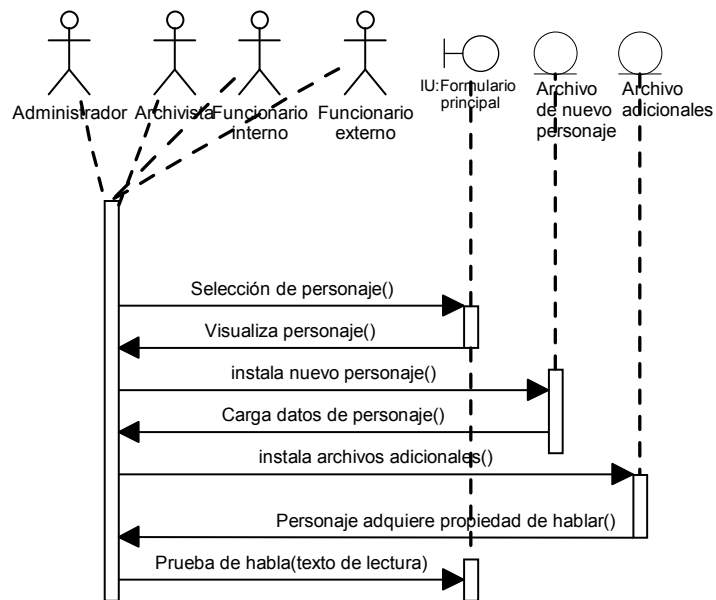 Administrador
Archivista
Funcionario
interno
Funcionario
externo
IU:Formulario
principal
Archivo
de nuevo
personaje
Archivo
adicionales
Selección de personaje()
Visualiza personaje()
instala nuevo personaje()
Carga datos de personaje()
instala archivos adicionales()
Personaje adquiere propiedad de hablar()
Prueba de habla(texto de lectura)